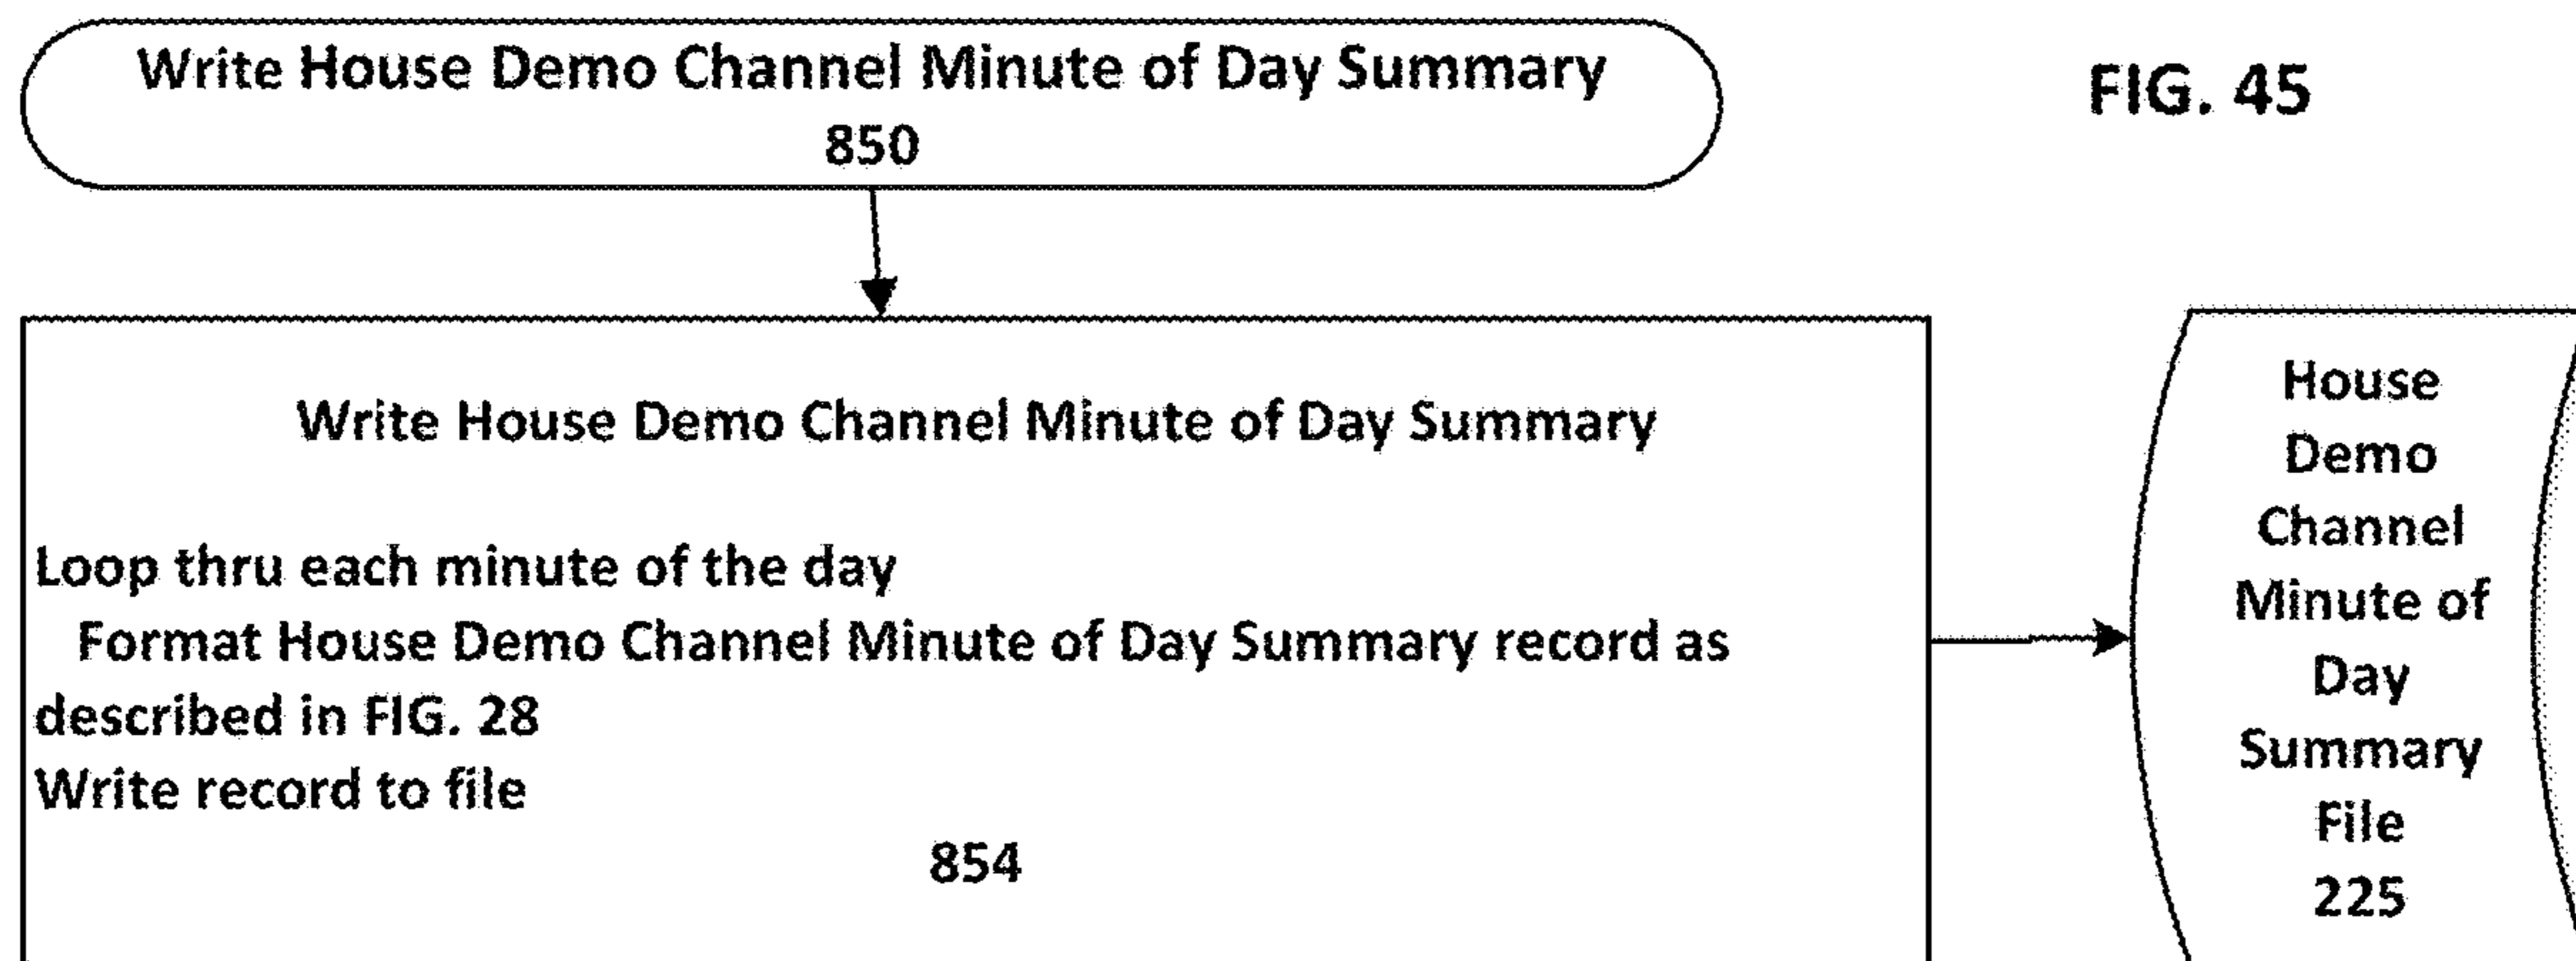 Write House Demo Channel Minute of Day Summary
850
FIG. 45
Write House Demo Channel Minute of Day Summary
Loop thru each minute of the day
Format House Demo Channel Minute of Day Summary record as
described in FIG. 28
Write record to file
854
House
Demo
Channel
Minute of
Day
Summary
File
225